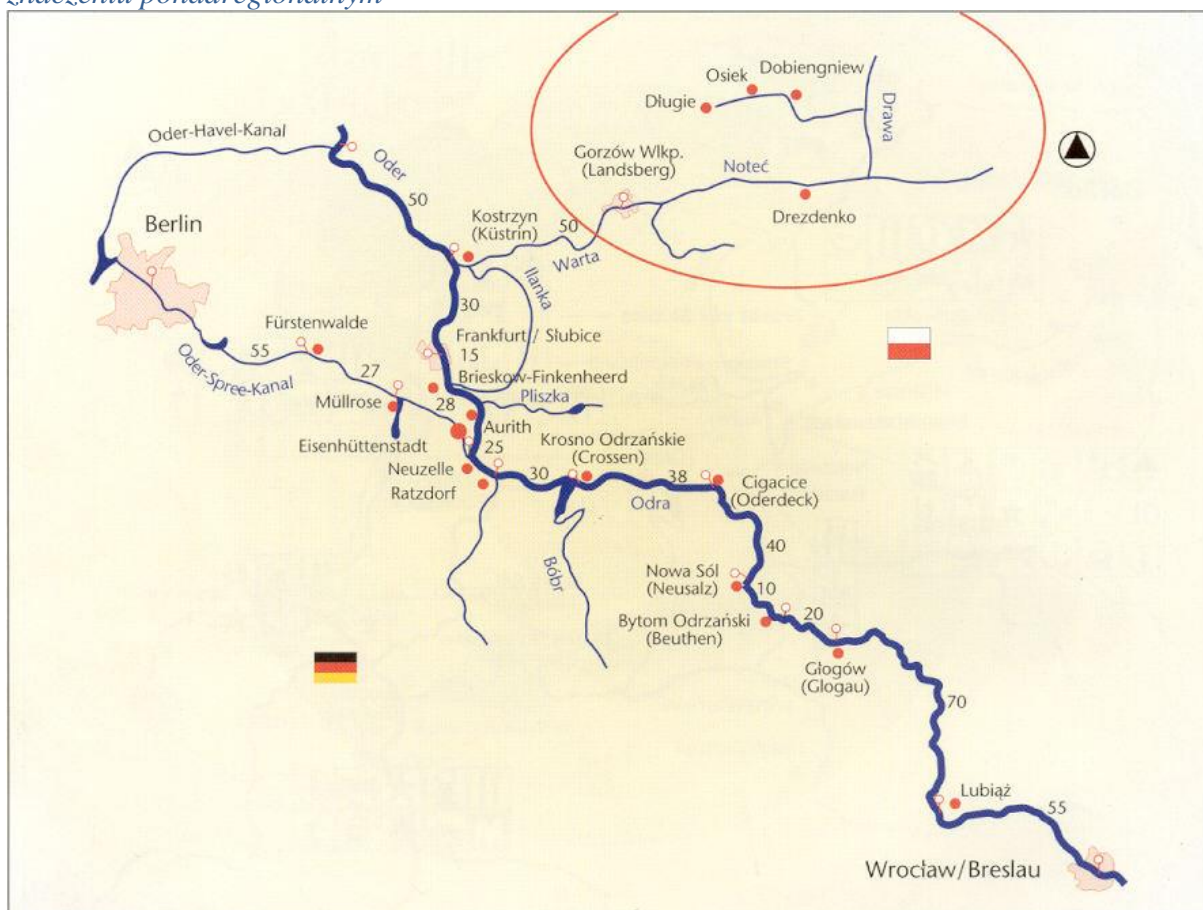 znaczeniu ponadregionalnym
Osiek
Dobiengniew
Długie
Drawa
Oder-Havel-Kanal
Oder
Gorzów Wlkp.
(Landsberg)
Noteć
50
Drezdenko
Berlin
Kostrzyn
(Küstrin)
50
Warta
Ilanka
30
Fürstenwalde
Frankfurt / Słubice
15
55
Oder-Spree-Kanal
27
Brieskow-Finkenheerd
Pliszka
Müllrose
28
Aurith
Eisenhüttenstadt
Krosno Odrzańskie
(Crossen)
25
Neuzelle
30
38
Cigacice
(Oderdeck)
Ratzdorf
Odra
40
Bóbr
Nowa Sól
(Neusalz)
10
Bytom Odrzański
(Beuthen)
20
Głogów
(Glogau)
70
Lubiąż
55
Wrocław/Breslau